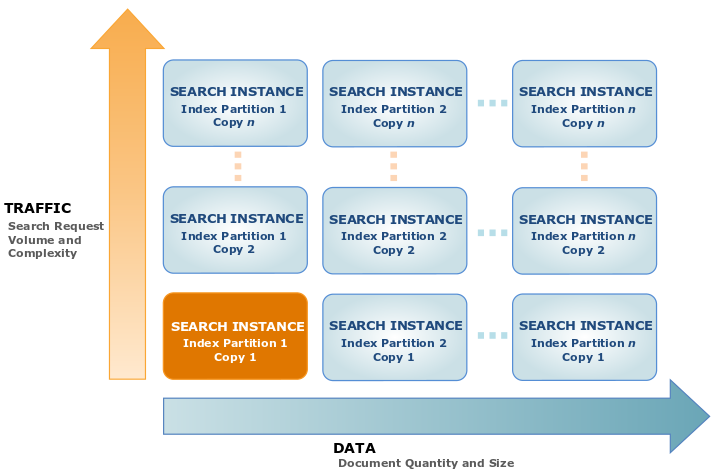 SEARCH INSTANCE
Index Partition 1
Copy n
SEARCH INSTANCE
Index Partition 2
Copy n
SEARCH INSTANCE
Index Partition n
Copy n
TRAFFIC
Search Request
Volume and
Complexity
SEARCH INSTANCE
Index Partition 1
Copy 2
SEARCH INSTANCE
Index Partition 2
Copy 2
SEARCH INSTANCE
Index Partition n
Copy 2
SEARCH INSTANCE
Index Partition 1
Copy 1
SEARCH INSTANCE
Index Partition 2
Copy 1
SEARCH INSTANCE
Index Partition n
Copy 1
DATA
Document Quantity and Size